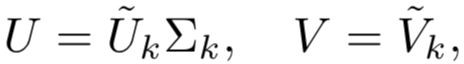 U = Ũ_k Σ_k, V = Ṽ_k,